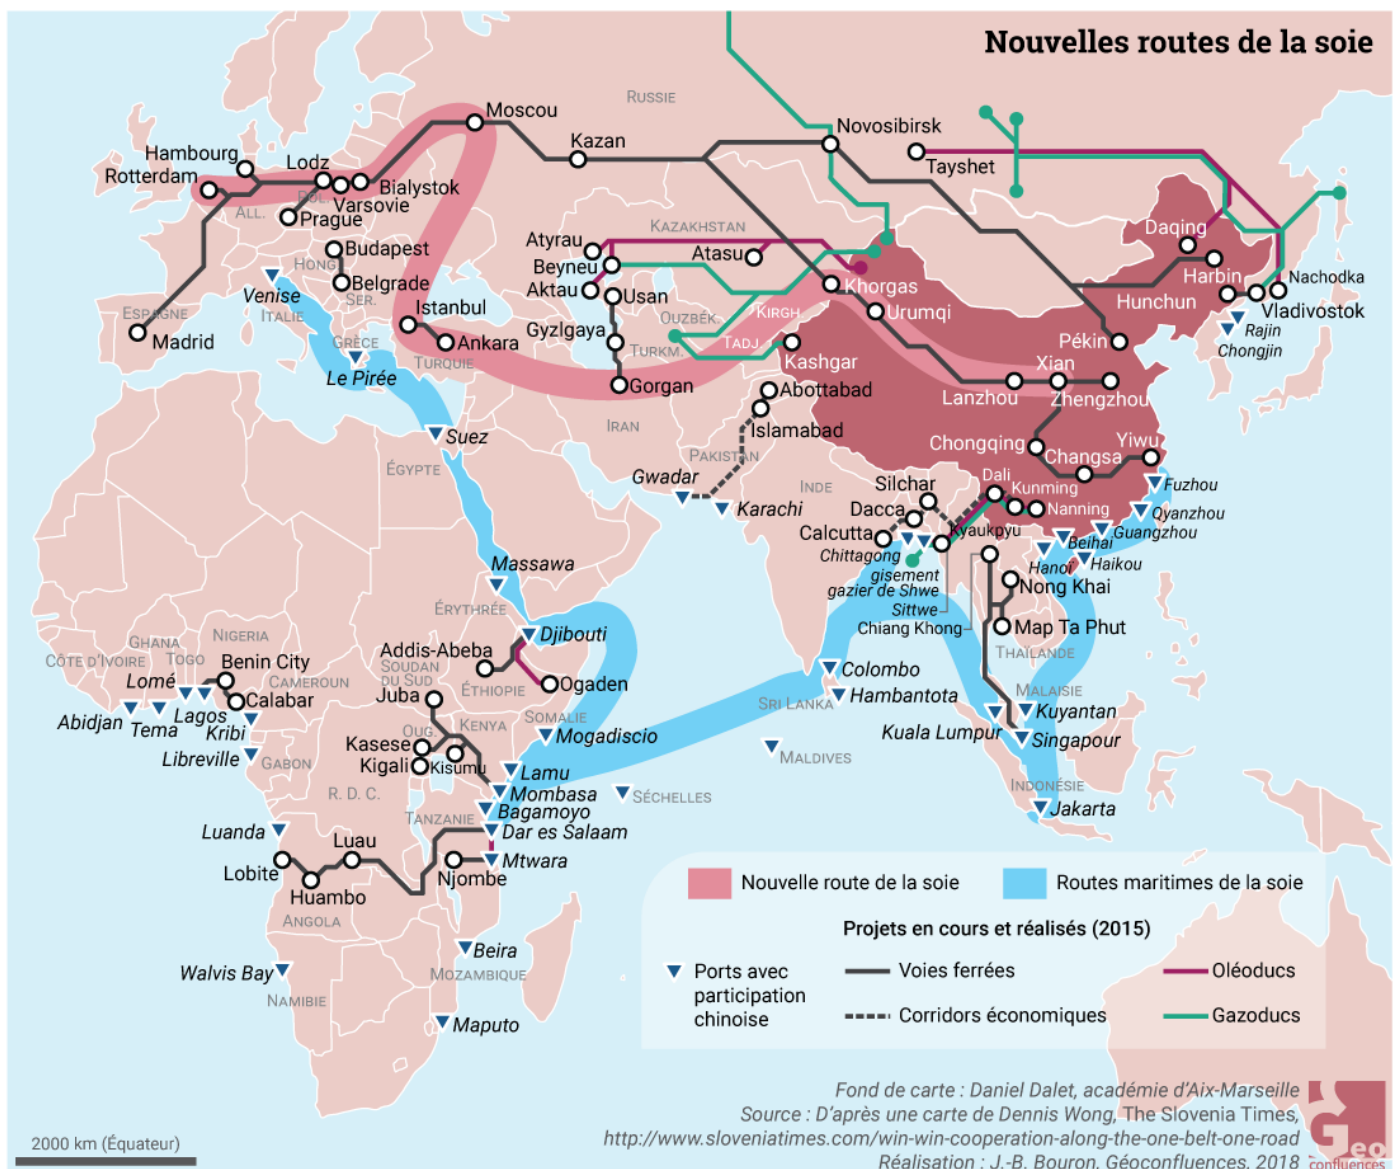 Nouvelles routes de la soie
RUSSIE
Moscou
Kazan
Novosibirsk
Tayshet
Hambourg
Rotterdam
Lodz
Bialystok
Varsovie
POL.
ALL.
Prague
Budapest
HONG.
Belgrade
SER.
Venise
ITALIE
ESPAGNE
Madrid
GRÈCE
Le Pirée
Istanbul
Ankara
TURQUIE
Atyrau
Beyneu
Aktau
Usan
Gyzlgaya
TURKM.
Gorgan
KAZAKHSTAN
Atasu
OUZBÉK.
KIRGH.
TADJ.
Khorgas
Urumqi
Kashgar
Daqing
Harbin
Hunchun
Nachodka
Vladivostok
Rajin
Chongjin
Pékin
Xian
Lanzhou
Zhengzhou
Abottabad
Islamabad
IRAN
PAKISTAN
Gwadar
Karachi
INDE
Suez
ÉGYPTE
Chongqing
Changsa
Yiwu
Dali
Kunming
Nanning
Fuzhou
Qyanzhou
Guangzhou
Beihai
Haikou
Hanoi
Silchar
Dacca
Calcutta
Chittagong
Kyaukpyu
gisement
gazier de Shwe
Sittwe
Chiang Khong
Nong Khai
Map Ta Phut
THAÏLANDE
Massawa
ÉRYTHRÉE
Djibouti
Addis-Abeba
SOUDAN
DU SUD
ÉTHIOPIE
Ogaden
Juba
SOMALIE
Mogadiscio
OUG.
KENYA
Kasese
Kigali
Kisumu
Lamu
Mombasa
Bagamoyo
Dar es Salaam
TANZANIE
Mtwara
Njombe
GHANA
NIGERIA
CÔTE D'IVOIRE
TOGO
Benin City
CAMEROUN
Lomé
Calabar
Abidjan
Tema
Lagos
Kribi
Libreville
GABON
R. D. C.
Luanda
Luau
Lobite
Huambo
ANGOLA
Walvis Bay
NAMIBIE
Beira
MOZAMBIQUE
Maputo
Colombo
Hambantota
SRI LANKA
MALDIVES
SÉCHELLES
MALAISIE
Kuyantan
Kuala Lumpur
Singapour
INDONÉSIE
Jakarta
Nouvelle route de la soie
Routes maritimes de la soie
Projets en cours et réalisés (2015)
Ports avec
participation
chinoise
Voies ferrées
Oléoducs
Corridors économiques
Gazoducs
Fond de carte : Daniel Dalet, académie d'Aix-Marseille
Source : D'après une carte de Dennis Wong, The Slovenia Times,
http://www.sloveniatimes.com/win-win-cooperation-along-the-one-belt-one-road
Réalisation : J.-B. Bouron, Géoconfluences, 2018
Geo
confluences
2000 km (Équateur)